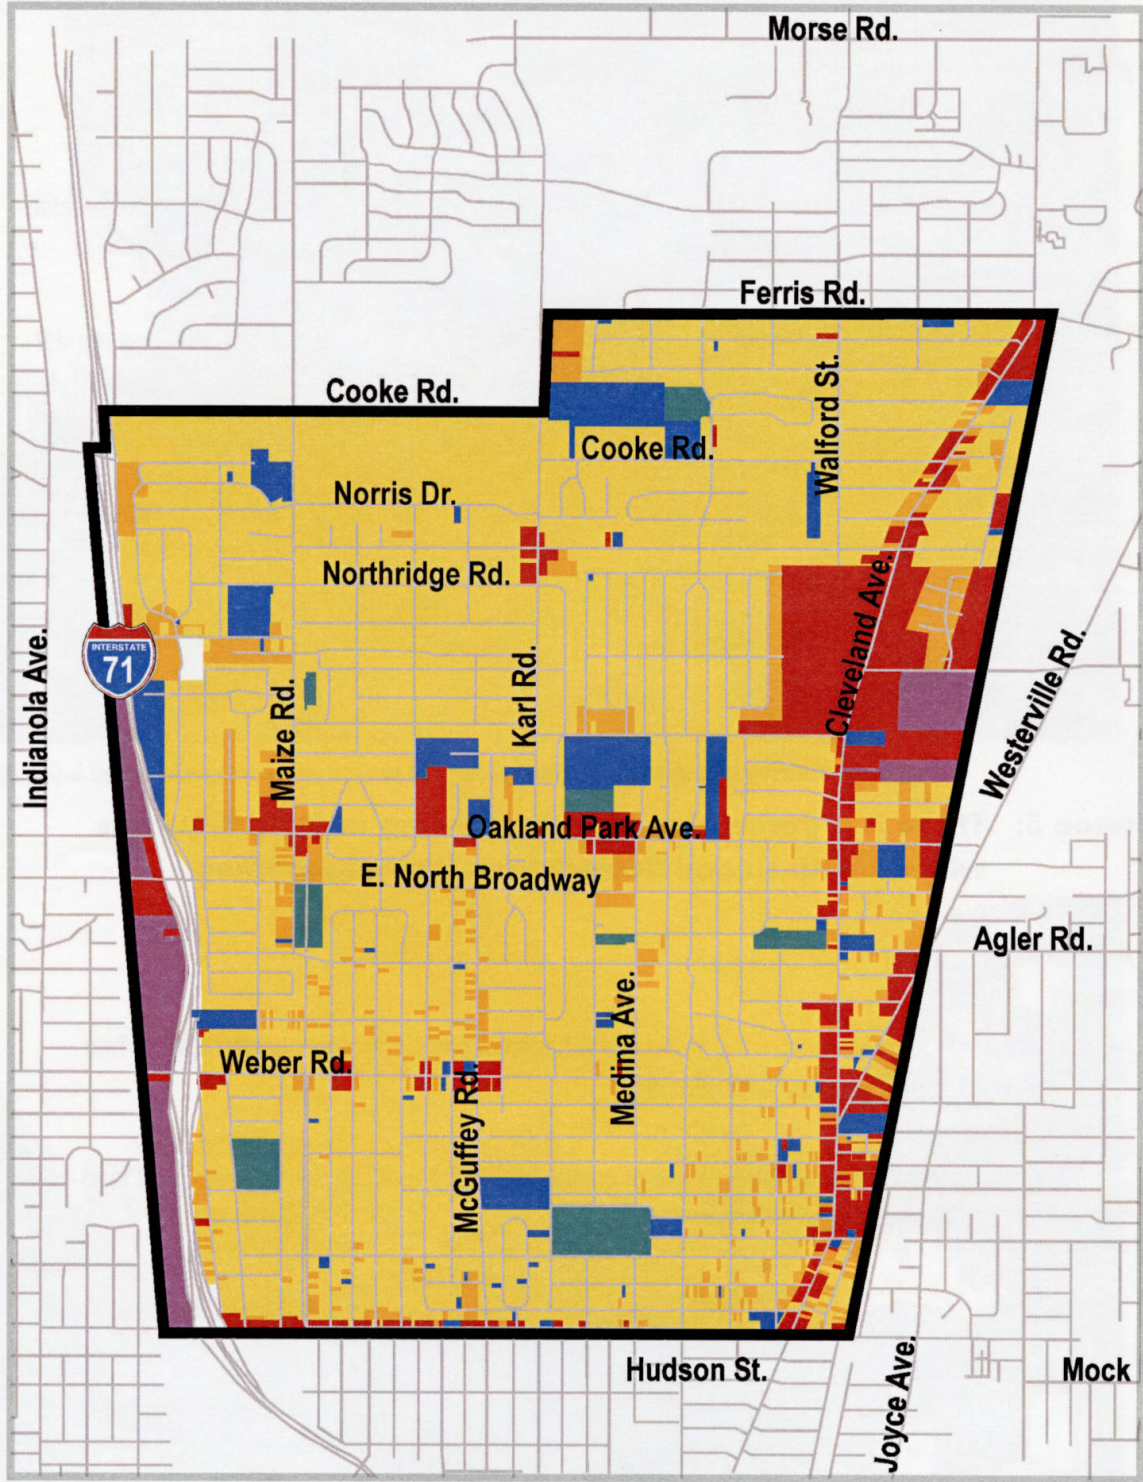 Morse Rd.
Ferris Rd.
Cooke Rd.
Walford St.
Cooke Rd.
Norris Dr.
Northridge Rd.
Cleveland Ave.
INTERSTATE
71
Indianola Ave.
Maize Rd.
Karl Rd.
Westerville Rd.
Oakland Park Ave.
E. North Broadway
Agler Rd.
Medina Ave.
Weber Rd.
McGuffey Rd.
Hudson St.
Joyce Ave.
Mock